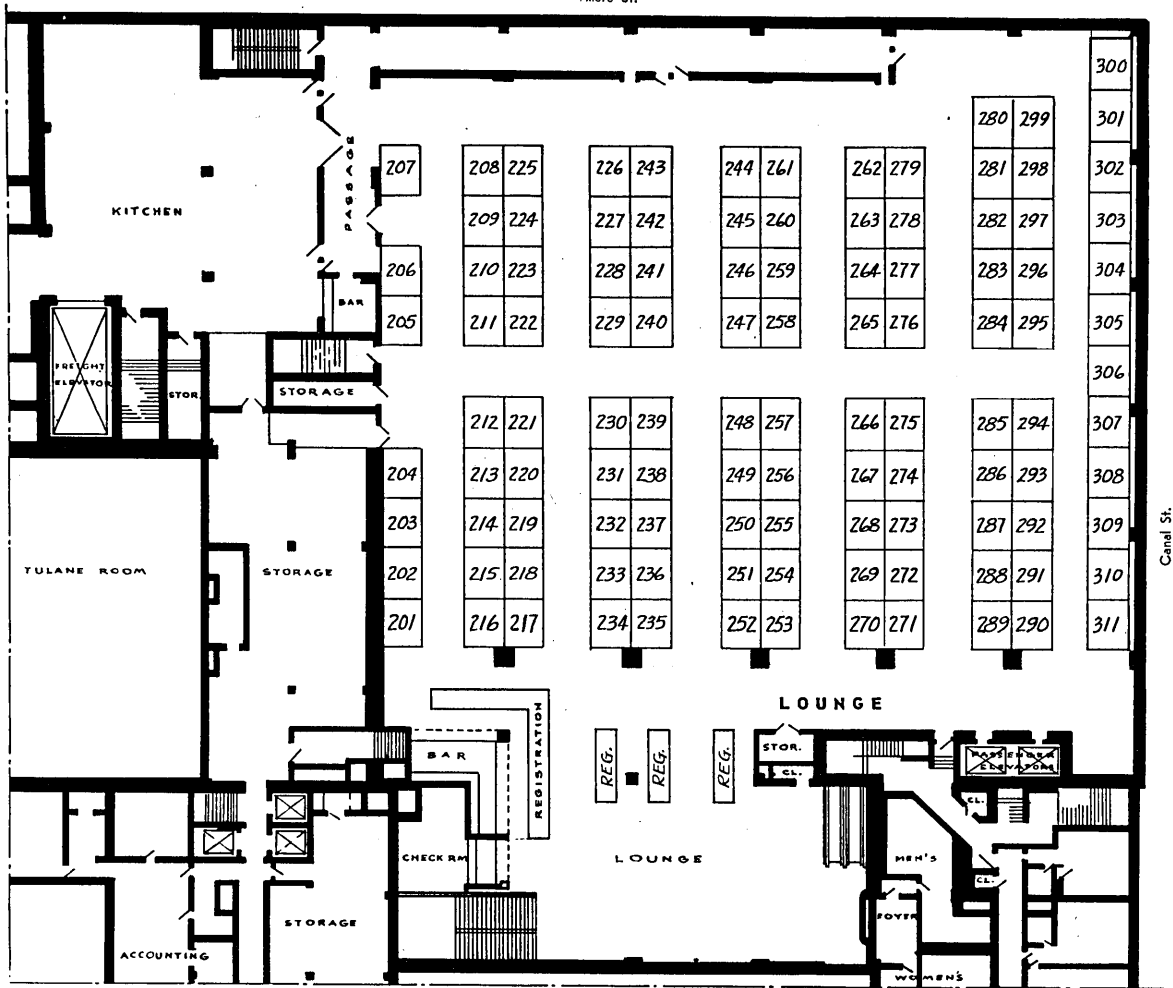 300
280 299 301
207 208 225 226 243 244 261 262 279 281 298 302
PASSAGE
KITCHEN
209 224 227 242 245 260 263 278 282 297 303
206 210 223 228 241 246 259 264 277 283 296 304
BAR
205 211 222 229 240 247 258 265 276 284 295 305
FREIGHT
ELEVATOR
STOR.
STORAGE
306
212 221 230 239 248 257 266 275 285 294 307
204 213 220 231 238 249 256 267 274 286 293 308
203 214 219 232 237 250 255 268 273 287 292 309
Canal St.
TULANE ROOM
STORAGE
202 215 218 233 236 251 254 269 272 288 291 310
201 216 217 234 235 252 253 270 271 289 290 311
LOUNGE
REGISTRATION
BAR
REG. REG. REG.
STOR.
CL.
PASSENGER
ELEVATORS
CL.
CHECK RM
LOUNGE
MEN'S
CL.
FOYER
STORAGE
ACCOUNTING
WOMEN'S